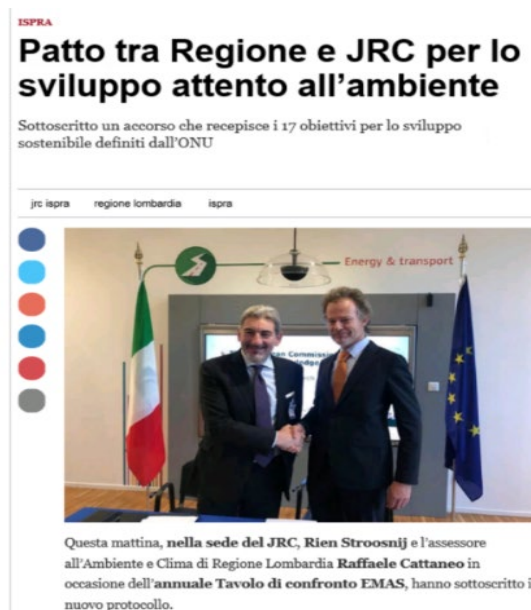 ISPRA
Patto tra Regione e JRC per lo
sviluppo attento all'ambiente
Sottoscritto un accorso che recepisce i 17 obiettivi per lo sviluppo
sostenibile definiti dall'ONU
jrc ispra regione lombardia ispra
Energy & transport
Commissi
Questa mattina, nella sede del JRC, Rien Stroosnij e l'assessore
all'Ambiente e Clima di Regione Lombardia Raffaele Cattaneo in
occasione dell'annuale Tavolo di confronto EMAS, hanno sottoscritto i
nuovo protocollo.